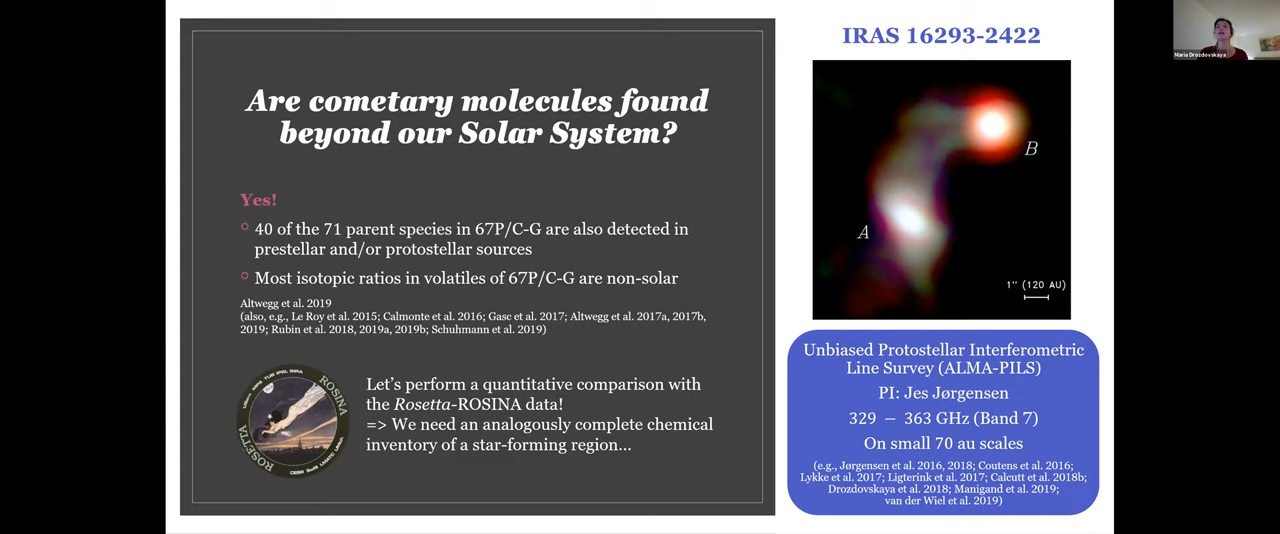 Are cometary molecules found
beyond our Solar System?
Yes!
40 of the 71 parent species in 67P/C-G are also detected in
prestellar and/or protostellar sources
Most isotopic ratios in volatiles of 67P/C-G are non-solar
Altwegg et al. 2019
(also, e.g., Le Roy et al. 2015; Calmonte et al. 2016; Gasc et al. 2017; Altwegg et al. 2017a, 2017b,
2019; Rubin et al. 2018, 2019a, 2019b; Schuhmann et al. 2019)
ROSINA
ROSETTA
Let's perform a quantitative comparison with
the Rosetta-ROSINA data!
=> We need an analogously complete chemical
inventory of a star-forming region...
IRAS 16293-2422
B
A
1'' (120 AU)
Unbiased Protostellar Interferometric
Line Survey (ALMA-PILS)
PI: Jes Jørgensen
329 – 363 GHz (Band 7)
On small 70 au scales
(e.g., Jørgensen et al. 2016, 2018; Coutens et al. 2016;
Lykke et al. 2017; Ligterink et al. 2017; Calcutt et al. 2018b;
Drozdovskaya et al. 2018; Manigand et al. 2019;
van der Wiel et al. 2019)
Maria Drozdovskaya